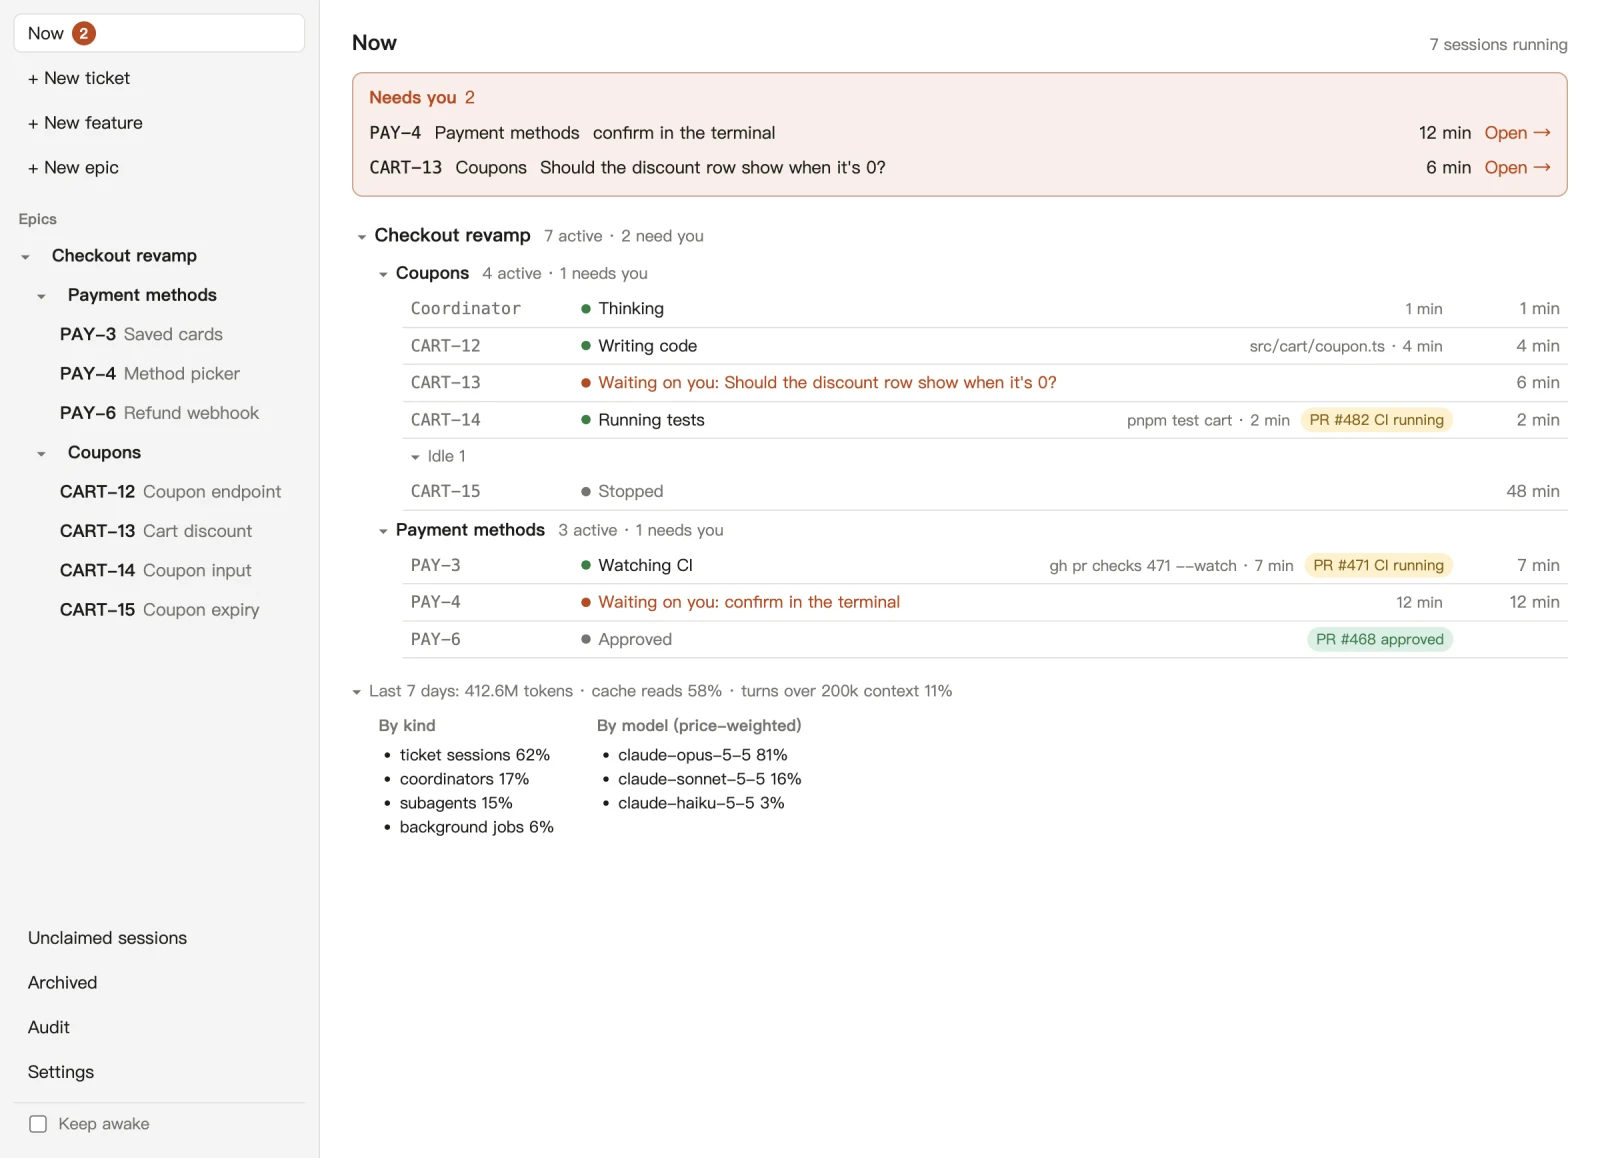 Now 2
+ New ticket
+ New feature
+ New epic
Epics
Checkout revamp
Payment methods
PAY-3 Saved cards
PAY-4 Method picker
PAY-6 Refund webhook
Coupons
CART-12 Coupon endpoint
CART-13 Cart discount
CART-14 Coupon input
CART-15 Coupon expiry
Unclaimed sessions
Archived
Audit
Settings
Keep awake
Now 7 sessions running
Needs you 2
PAY-4 Payment methods confirm in the terminal 12 min Open →
CART-13 Coupons Should the discount row show when it's 0? 6 min Open →
Checkout revamp 7 active · 2 need you
Coupons 4 active · 1 needs you
Coordinator Thinking 1 min 1 min
CART-12 Writing code src/cart/coupon.ts · 4 min 4 min
CART-13 Waiting on you: Should the discount row show when it's 0? 6 min
CART-14 Running tests pnpm test cart · 2 min PR #482 CI running 2 min
Idle 1
CART-15 Stopped 48 min
Payment methods 3 active · 1 needs you
PAY-3 Watching CI gh pr checks 471 --watch · 7 min PR #471 CI running 7 min
PAY-4 Waiting on you: confirm in the terminal 12 min 12 min
PAY-6 Approved PR #468 approved
Last 7 days: 412.6M tokens · cache reads 58% · turns over 200k context 11%
By kind
• ticket sessions 62%
• coordinators 17%
• subagents 15%
• background jobs 6%
By model (price-weighted)
• claude-opus-5-5 81%
• claude-sonnet-5-5 16%
• claude-haiku-5-5 3%